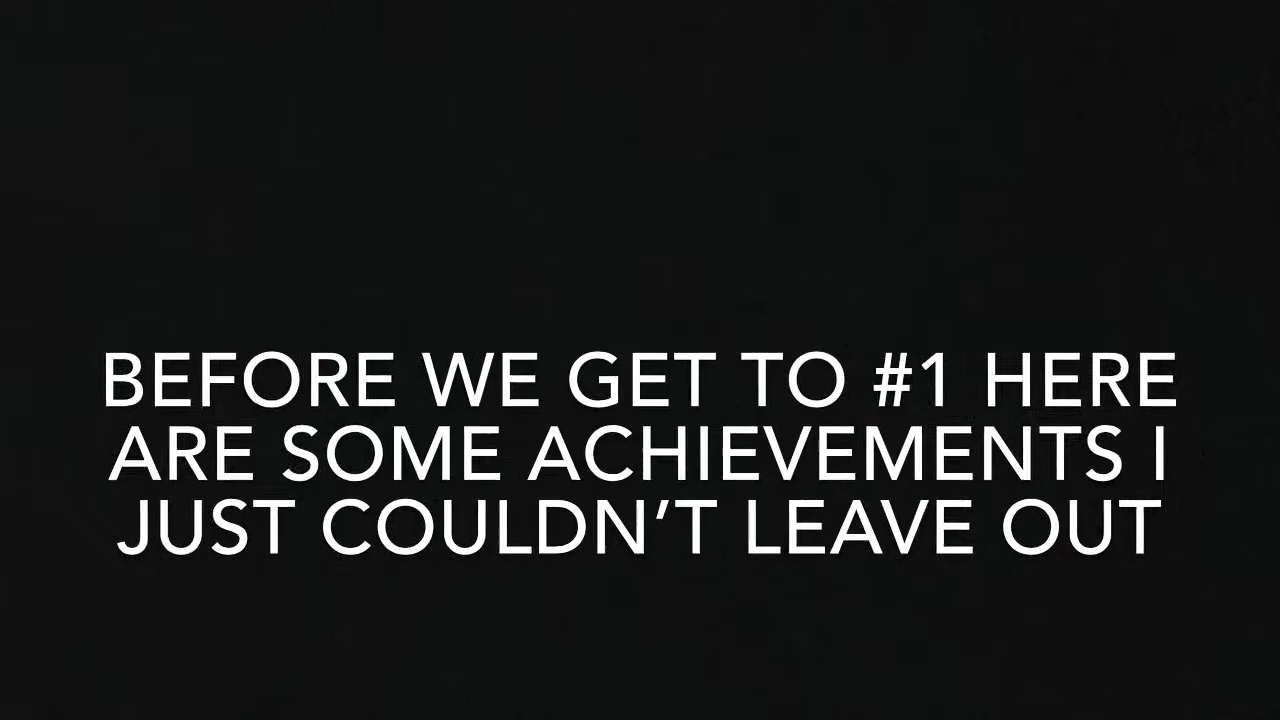 BEFORE WE GET TO #1 HERE
ARE SOME ACHIEVEMENTS I
JUST COULDN’T LEAVE OUT